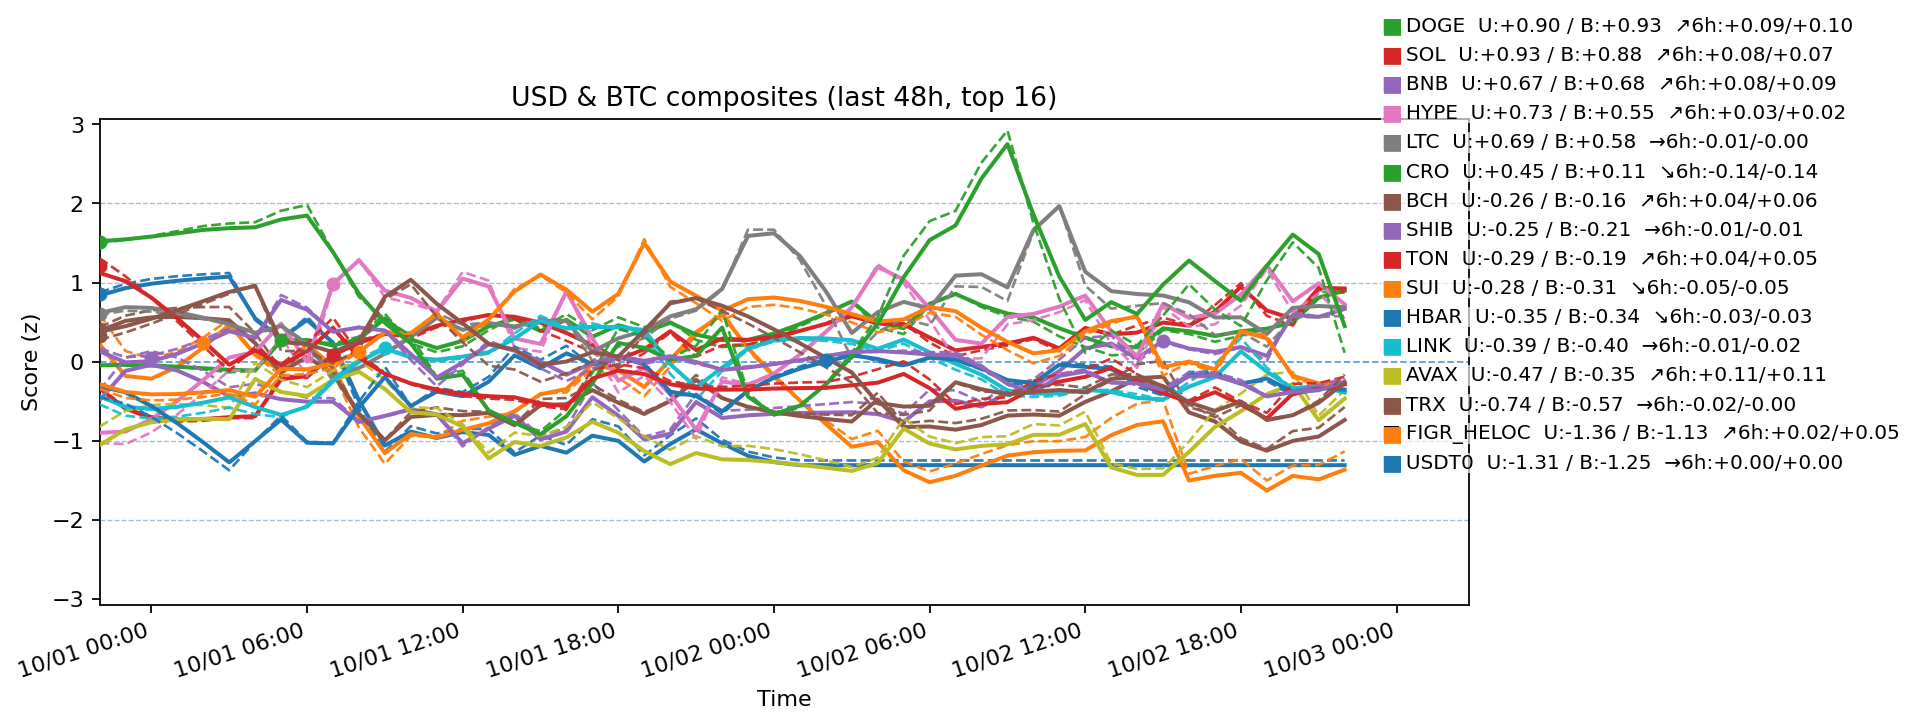 DOGE U:+0.90 / B:+0.93 ↗6h:+0.09/+0.10
SOL U:+0.93 / B:+0.88 ↗6h:+0.08/+0.07
BNB U:+0.67 / B:+0.68 ↗6h:+0.08/+0.09
HYPE U:+0.73 / B:+0.55 ↗6h:+0.03/+0.02
LTC U:+0.69 / B:+0.58 →6h:-0.01/-0.00
CRO U:+0.45 / B:+0.11 ↘6h:-0.14/-0.14
BCH U:-0.26 / B:-0.16 ↗6h:+0.04/+0.06
SHIB U:-0.25 / B:-0.21 →6h:-0.01/-0.01
TON U:-0.29 / B:-0.19 ↗6h:+0.04/+0.05
SUI U:-0.28 / B:-0.31 ↘6h:-0.05/-0.05
HBAR U:-0.35 / B:-0.34 ↘6h:-0.03/-0.03
LINK U:-0.39 / B:-0.40 →6h:-0.01/-0.02
AVAX U:-0.47 / B:-0.35 ↗6h:+0.11/+0.11
TRX U:-0.74 / B:-0.57 →6h:-0.02/-0.00
FIGR_HELOC U:-1.36 / B:-1.13 ↗6h:+0.02/+0.05
USDT0 U:-1.31 / B:-1.25 →6h:+0.00/+0.00
USD & BTC composites (last 48h, top 16)
Score (z)
3
2
1
0
−1
−2
−3
10/01 00:00
10/01 06:00
10/01 12:00
10/01 18:00
10/02 00:00
10/02 06:00
10/02 12:00
10/02 18:00
10/03 00:00
Time